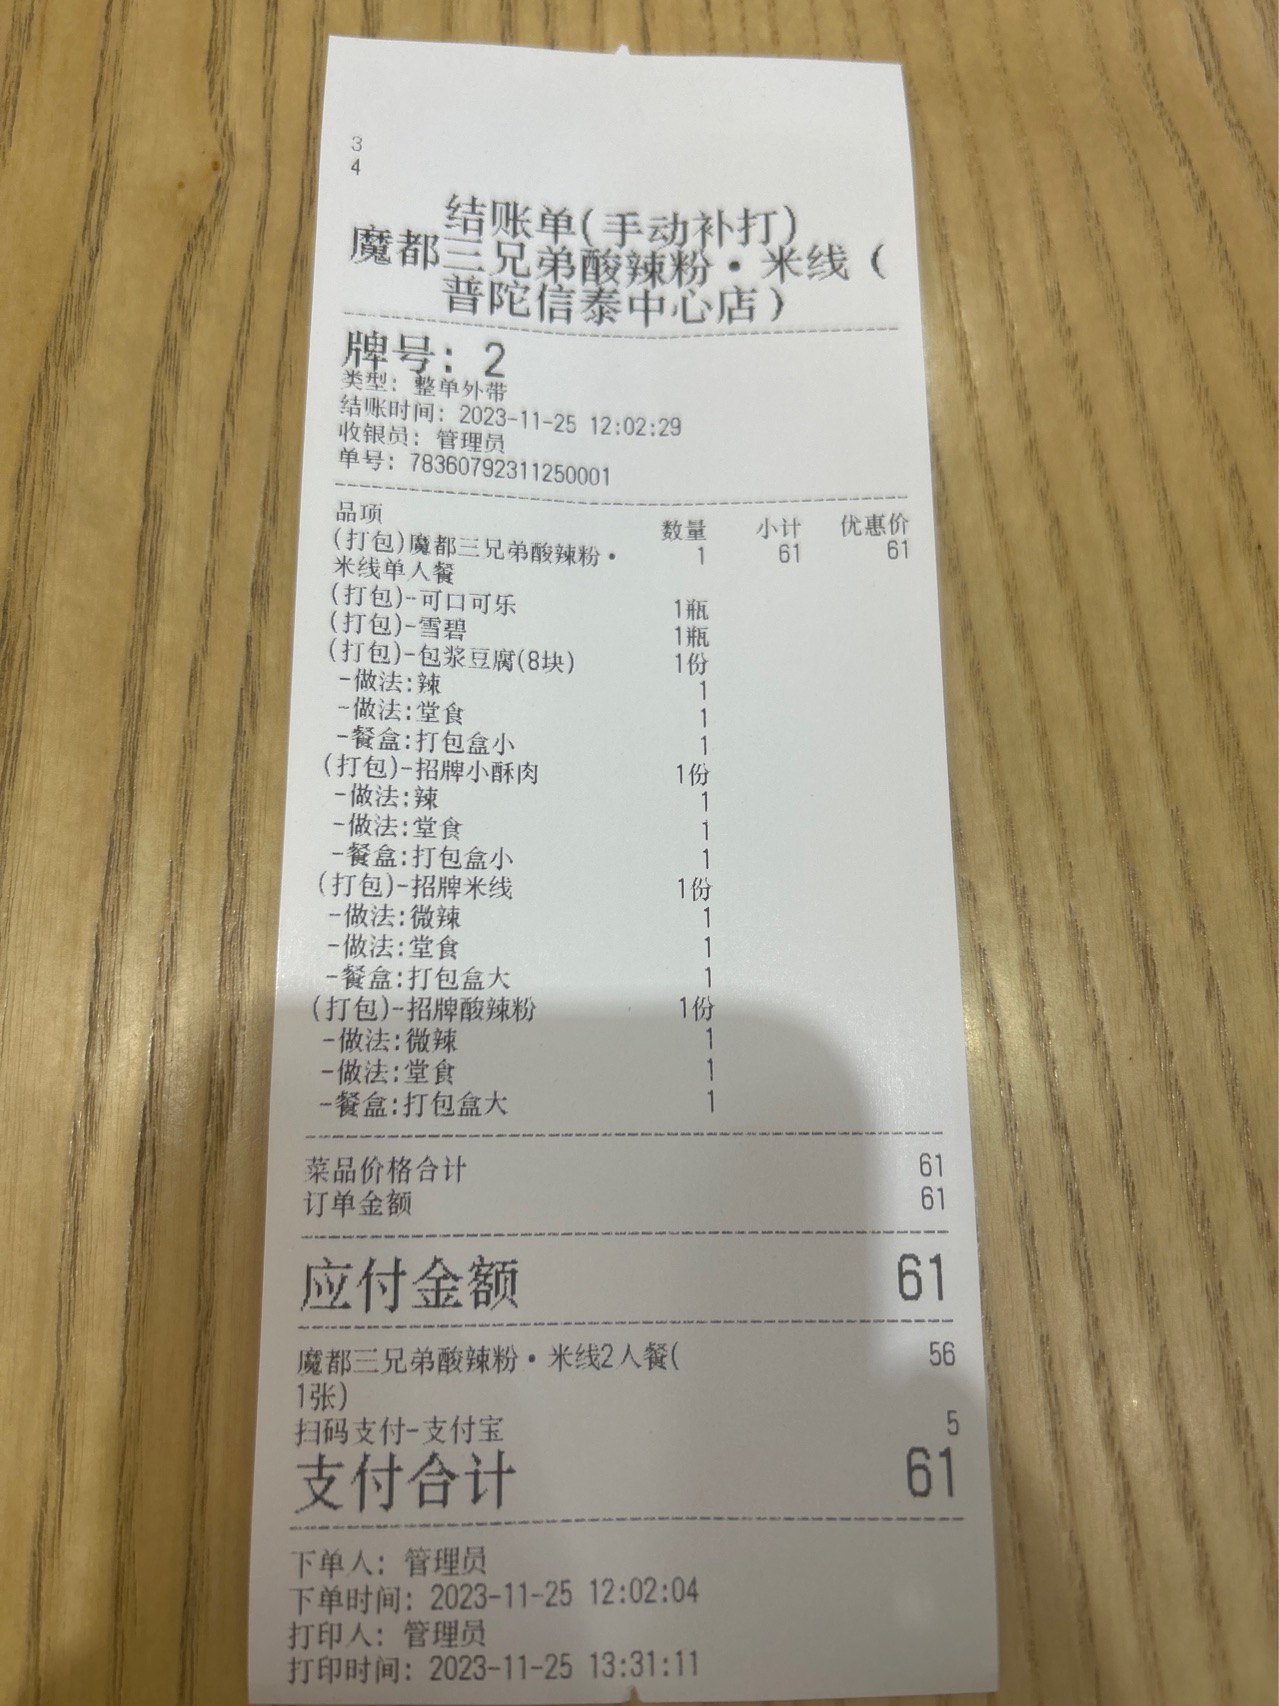 3
4
结账单(手动补打)
魔都三兄弟酸辣粉·米线(
普陀信泰中心店)
牌号: 2
类型: 整单外带
结账时间: 2023-11-25 12:02:29
收银员: 管理员
单号: 78360792311250001
品项 数量 小计 优惠价
(打包)魔都三兄弟酸辣粉· 1 61 61
米线单人餐
(打包)-可口可乐 1瓶
(打包)-雪碧 1瓶
(打包)-包浆豆腐(8块) 1份
-做法:辣 1
-做法:堂食 1
-餐盒:打包盒小 1
(打包)-招牌小酥肉 1份
-做法:辣 1
-做法:堂食 1
-餐盒:打包盒小 1
(打包)-招牌米线 1份
-做法:微辣 1
-做法:堂食 1
-餐盒:打包盒大 1
(打包)-招牌酸辣粉 1份
-做法:微辣 1
-做法:堂食 1
-餐盒:打包盒大 1
菜品价格合计 61
订单金额 61
应付金额 61
魔都三兄弟酸辣粉·米线2人餐( 56
1张)
扫码支付-支付宝 5
支付合计 61
下单人: 管理员
下单时间: 2023-11-25 12:02:04
打印人: 管理员
打印时间: 2023-11-25 13:31:11